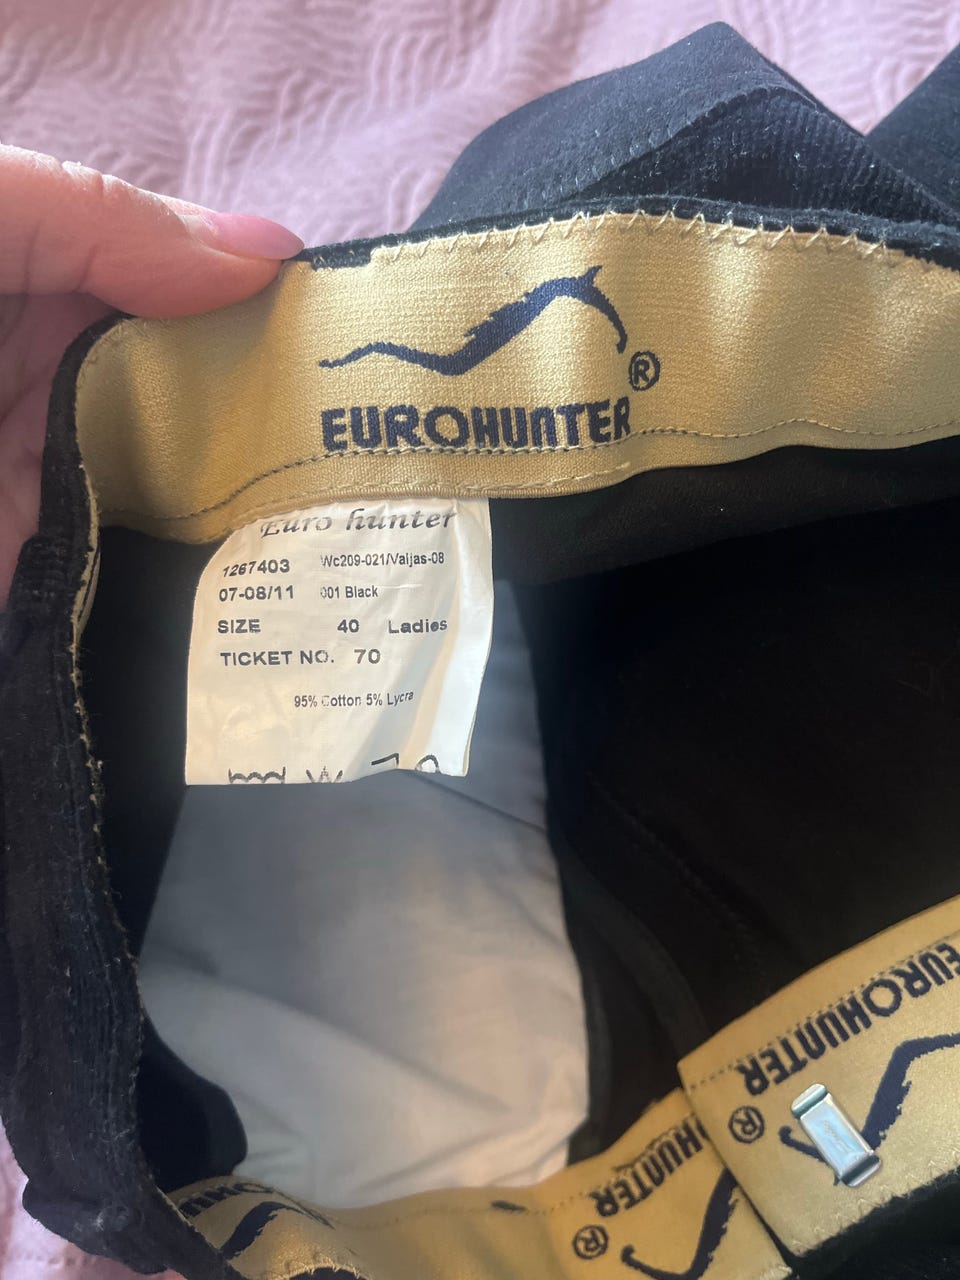 ®
EUROHUNTER
Euro hunter
1267403 Wc209-021/Valjas-08
07-08/11 001 Black
SIZE 40 Ladies
TICKET NO. 70
95% Cotton 5% Lycra
EUROHUNTER
®
HUNTER
®